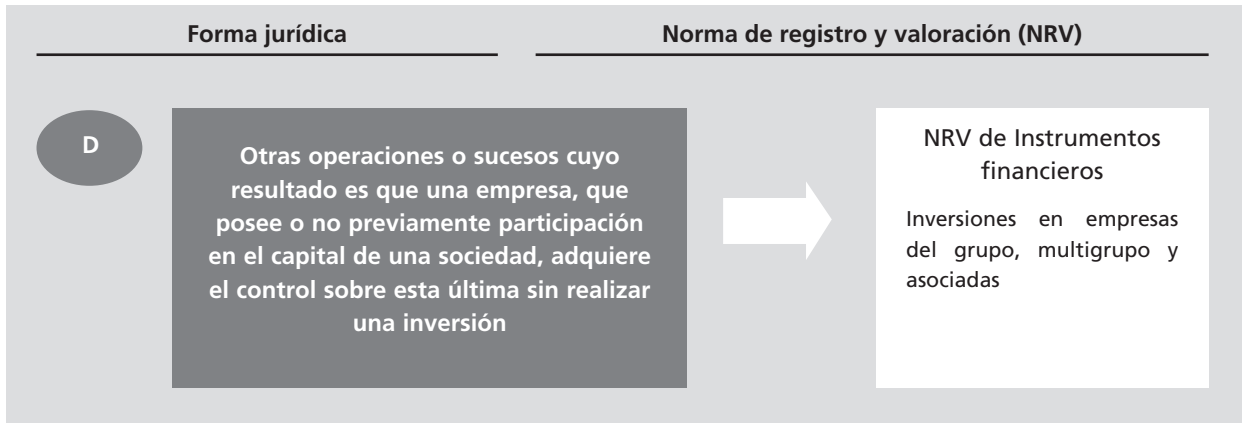 Forma jurídica
Norma de registro y valoración (NRV)
D
Otras operaciones o sucesos cuyo
resultado es que una empresa, que
posee o no previamente participación
en el capital de una sociedad, adquiere
el control sobre esta última sin realizar
una inversión
NRV de Instrumentos
financieros
Inversiones en empresas
del grupo, multigrupo y
asociadas